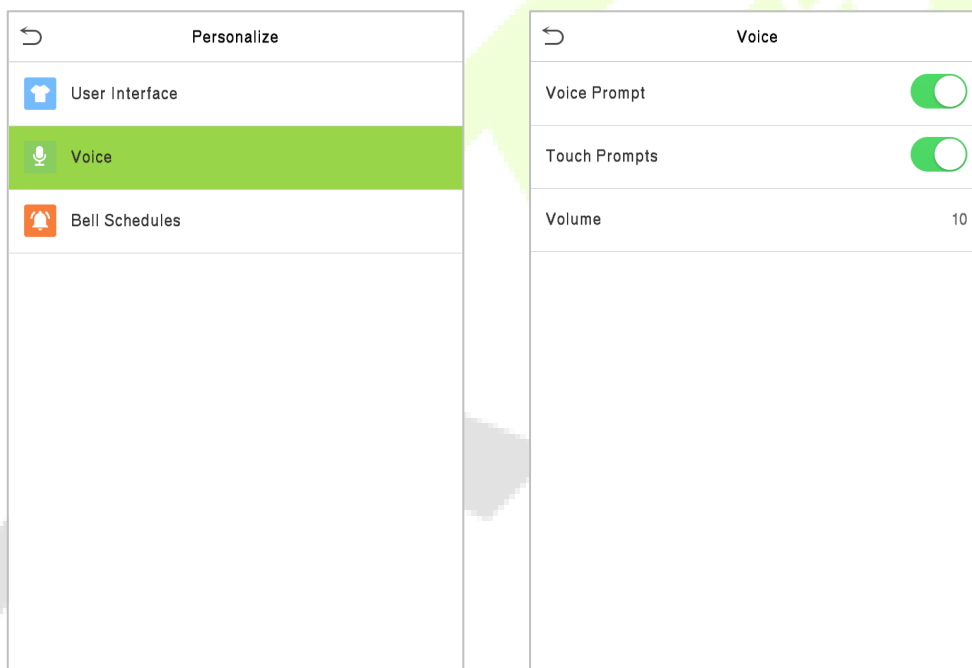 Personalize
User Interface
Voice
Bell Schedules
Voice
Voice Prompt
Touch Prompts
Volume 10